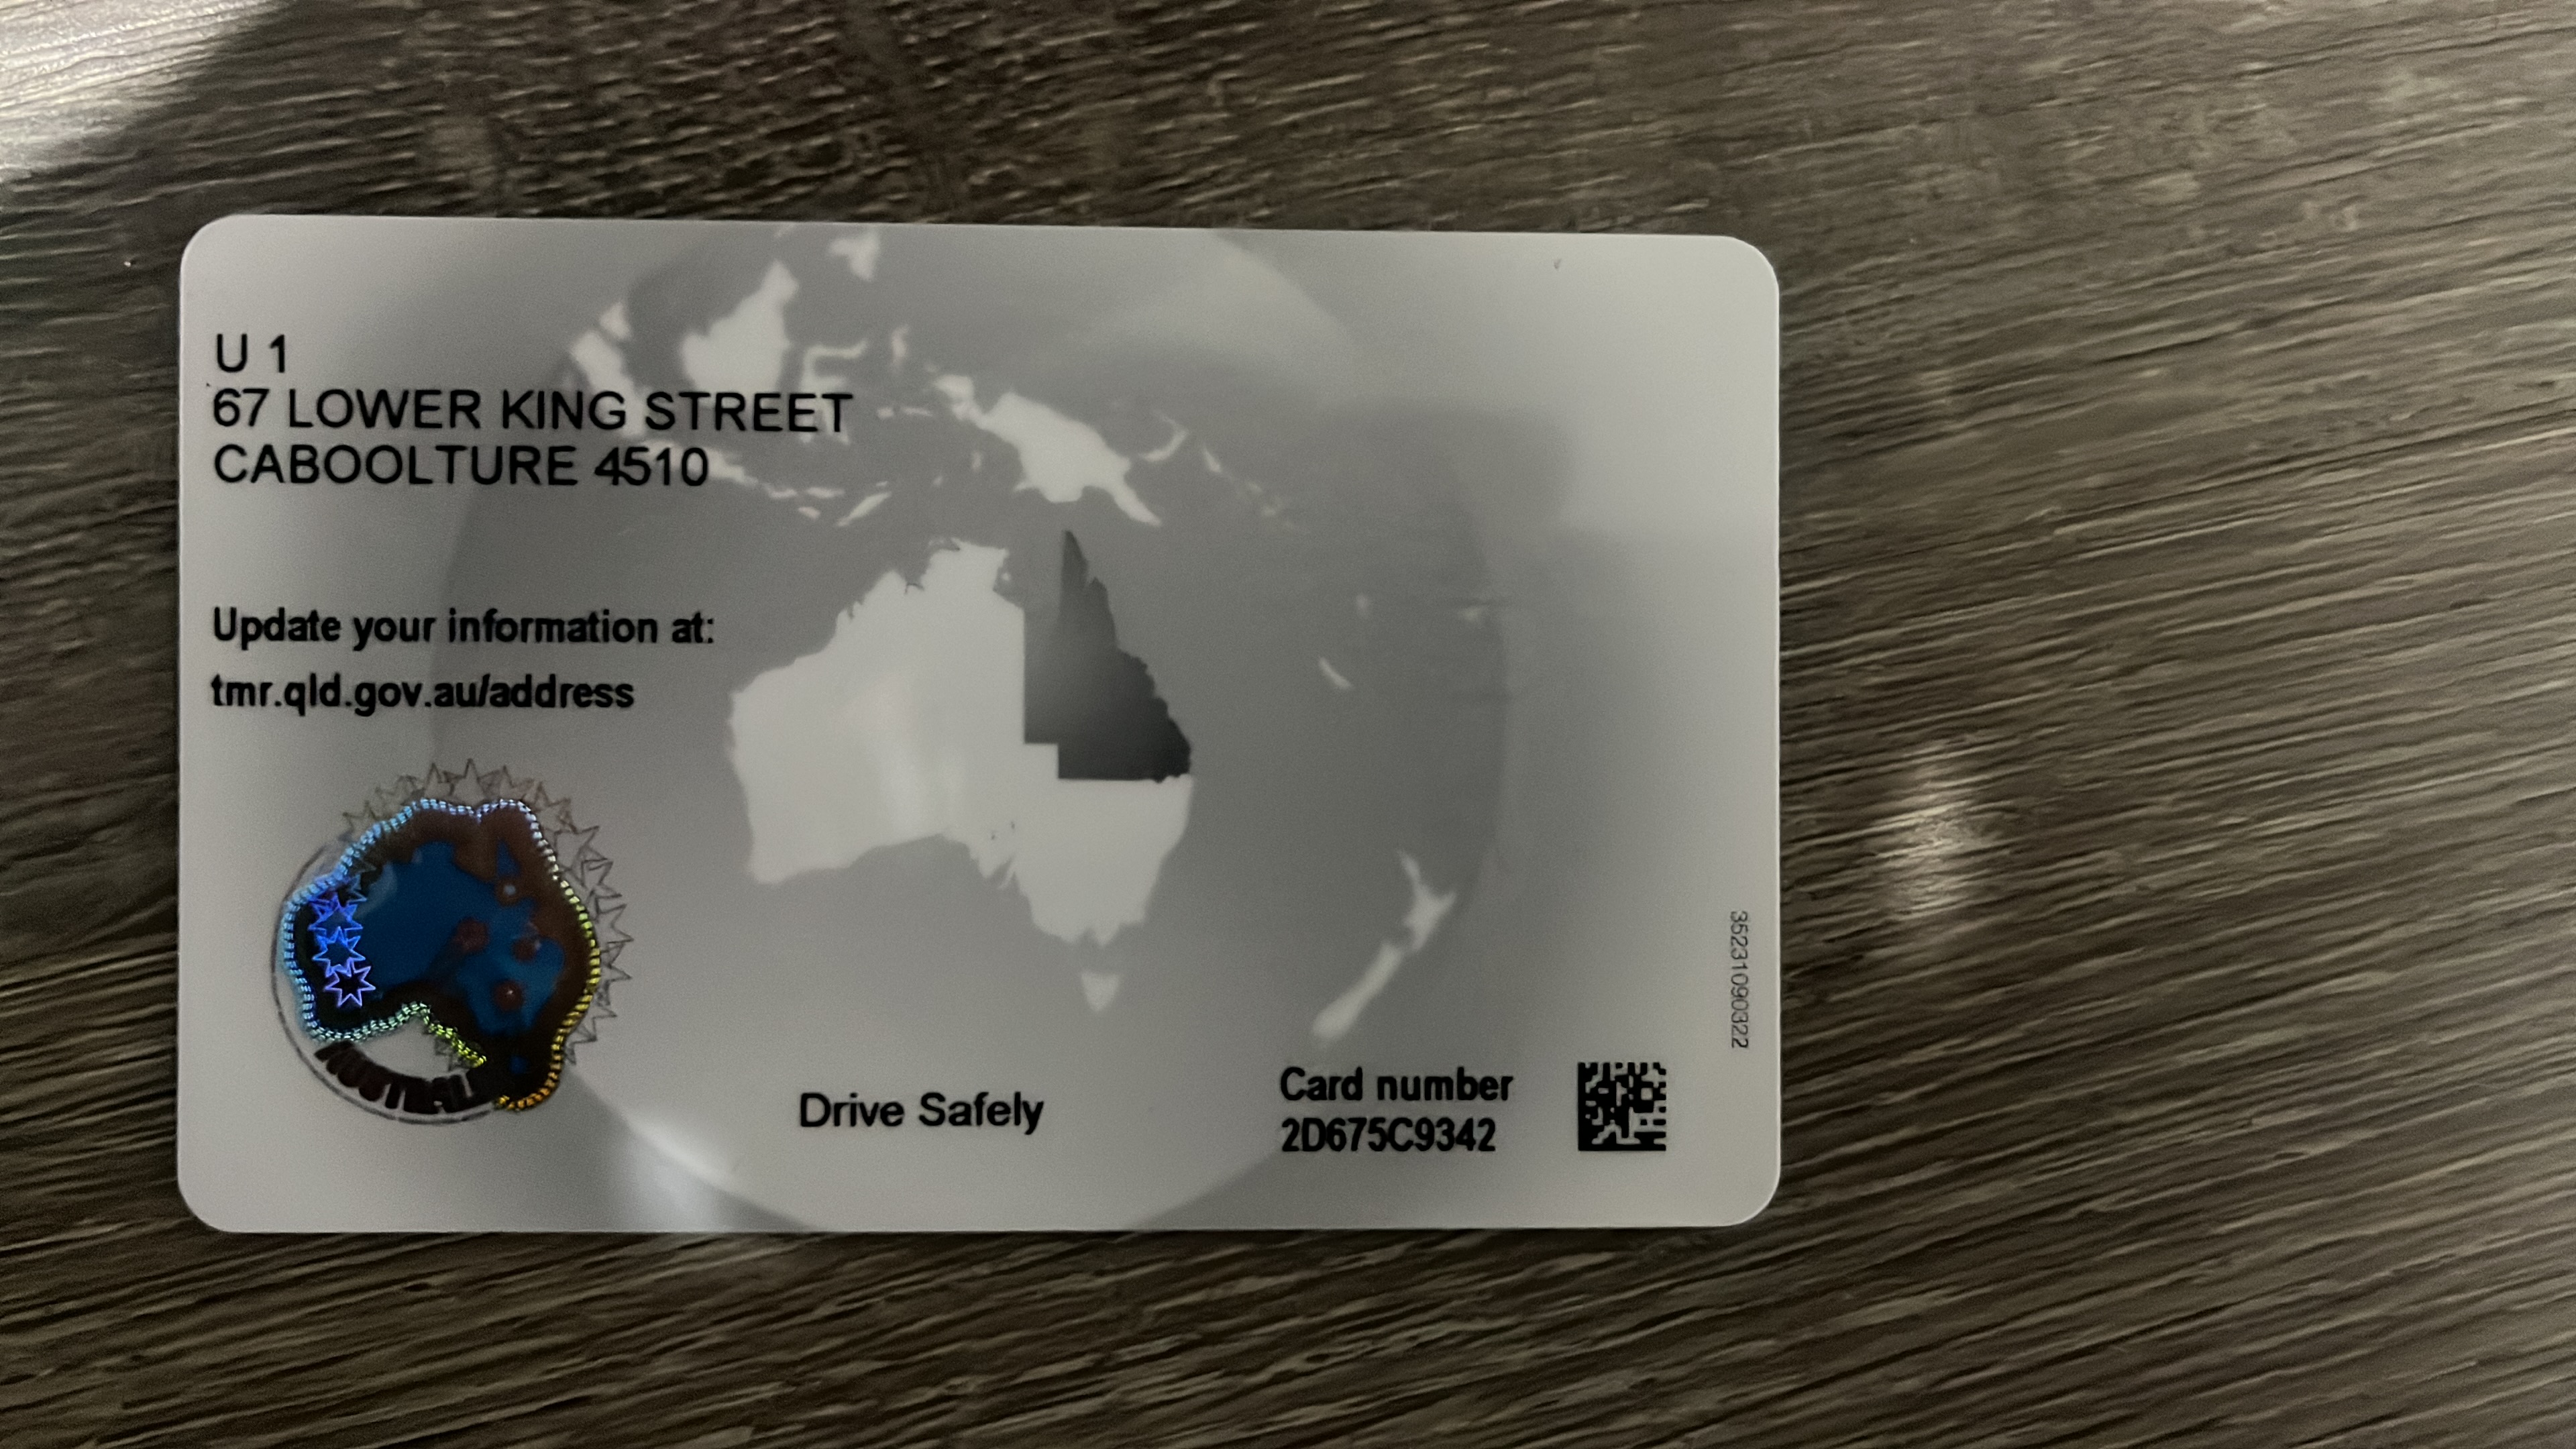 U 1
67 LOWER KING STREET
CABOOLTURE 4510
Update your information at:
tmr.qld.gov.au/address
AUSTRALIA
Drive Safely
Card number
2D675C9342
35231090322